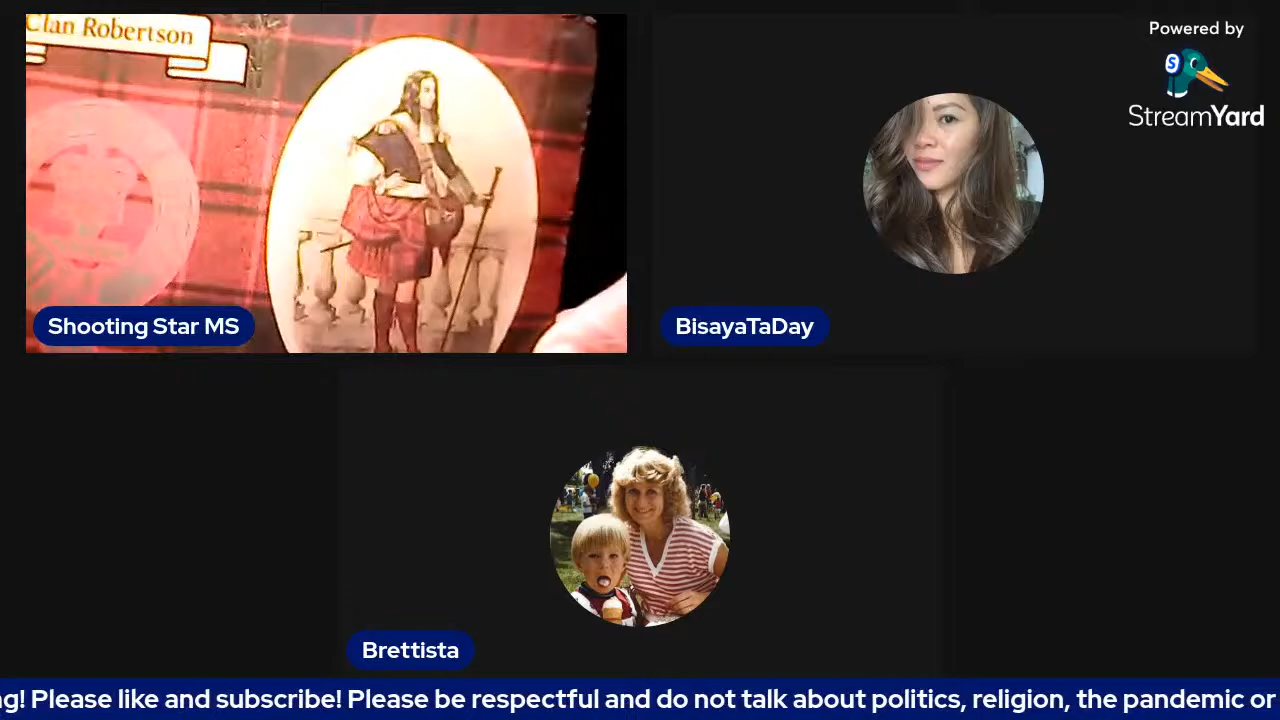 Clan Robertson
Powered by
StreamYard
Shooting Star MS
BisayaTaDay
Brettista
g! Please like and subscribe! Please be respectful and do not talk about politics, religion, the pandemic or